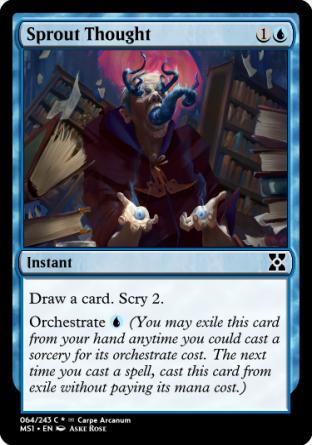 Sprout Thought 1
Instant
Draw a card. Scry 2.
Orchestrate (You may exile this card
from your hand anytime you could cast a
sorcery for its orchestrate cost. The next
time you cast a spell, cast this card from
exile without paying its mana cost.)
064/243 C * — Carpe Arcanum
MS1 • EN Aske Rose